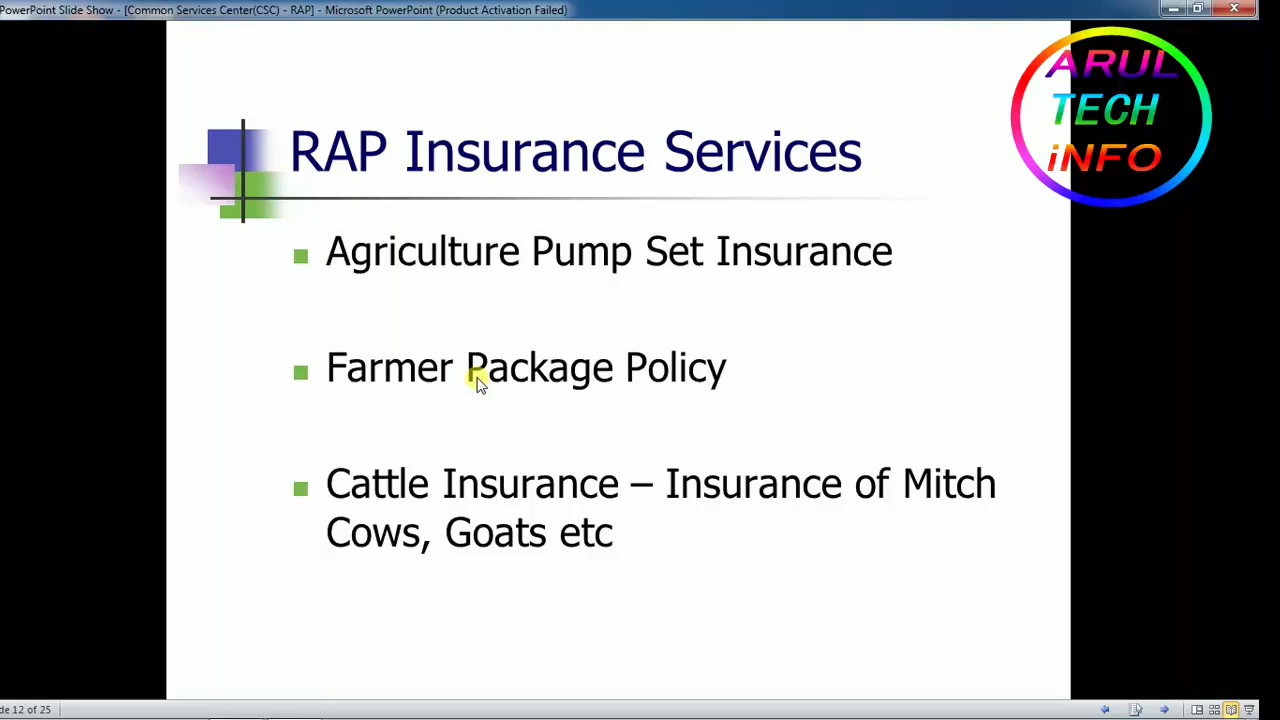 PowerPoint Slide Show - [Common Services Center(CSC) - RAP] - Microsoft PowerPoint (Product Activation Failed)
ARUL
TECH
iNFO
RAP Insurance Services
Agriculture Pump Set Insurance
Farmer Package Policy
Cattle Insurance – Insurance of Mitch
Cows, Goats etc
de 12 of 25